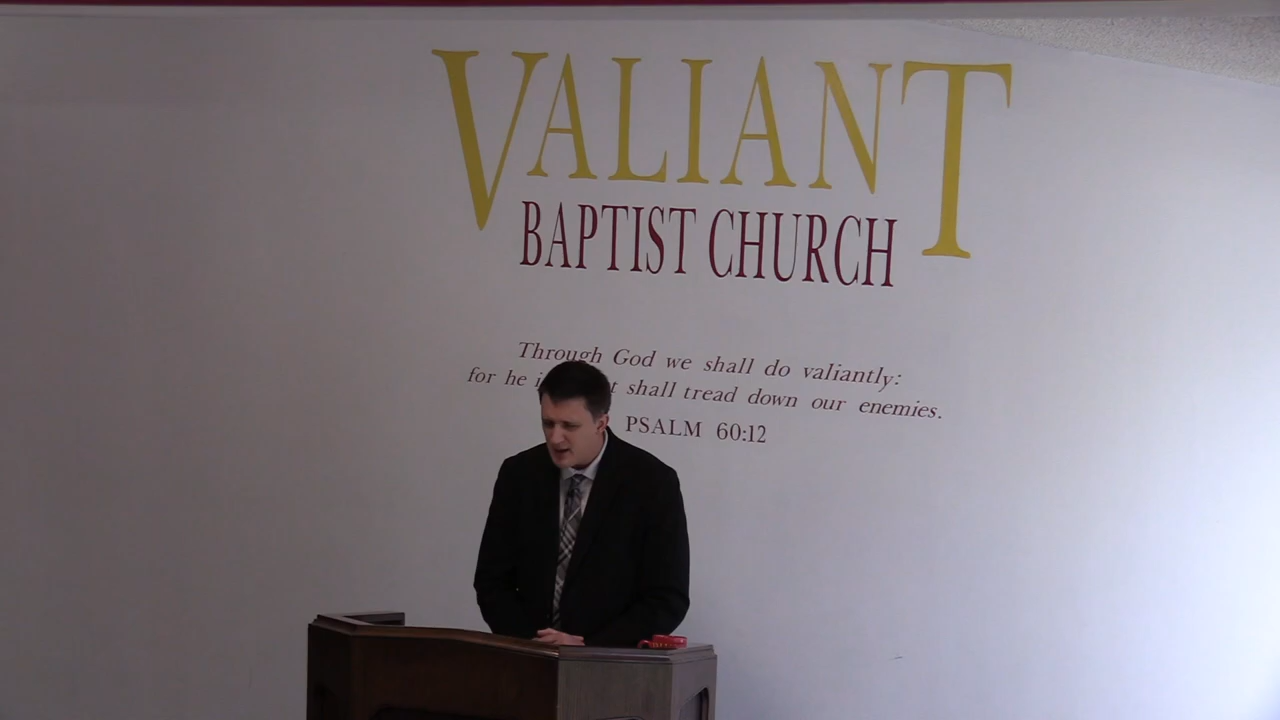 VALIANT
BAPTIST CHURCH
Through God we shall do valiantly:
for he shall tread down our enemies.
PSALM 60:12